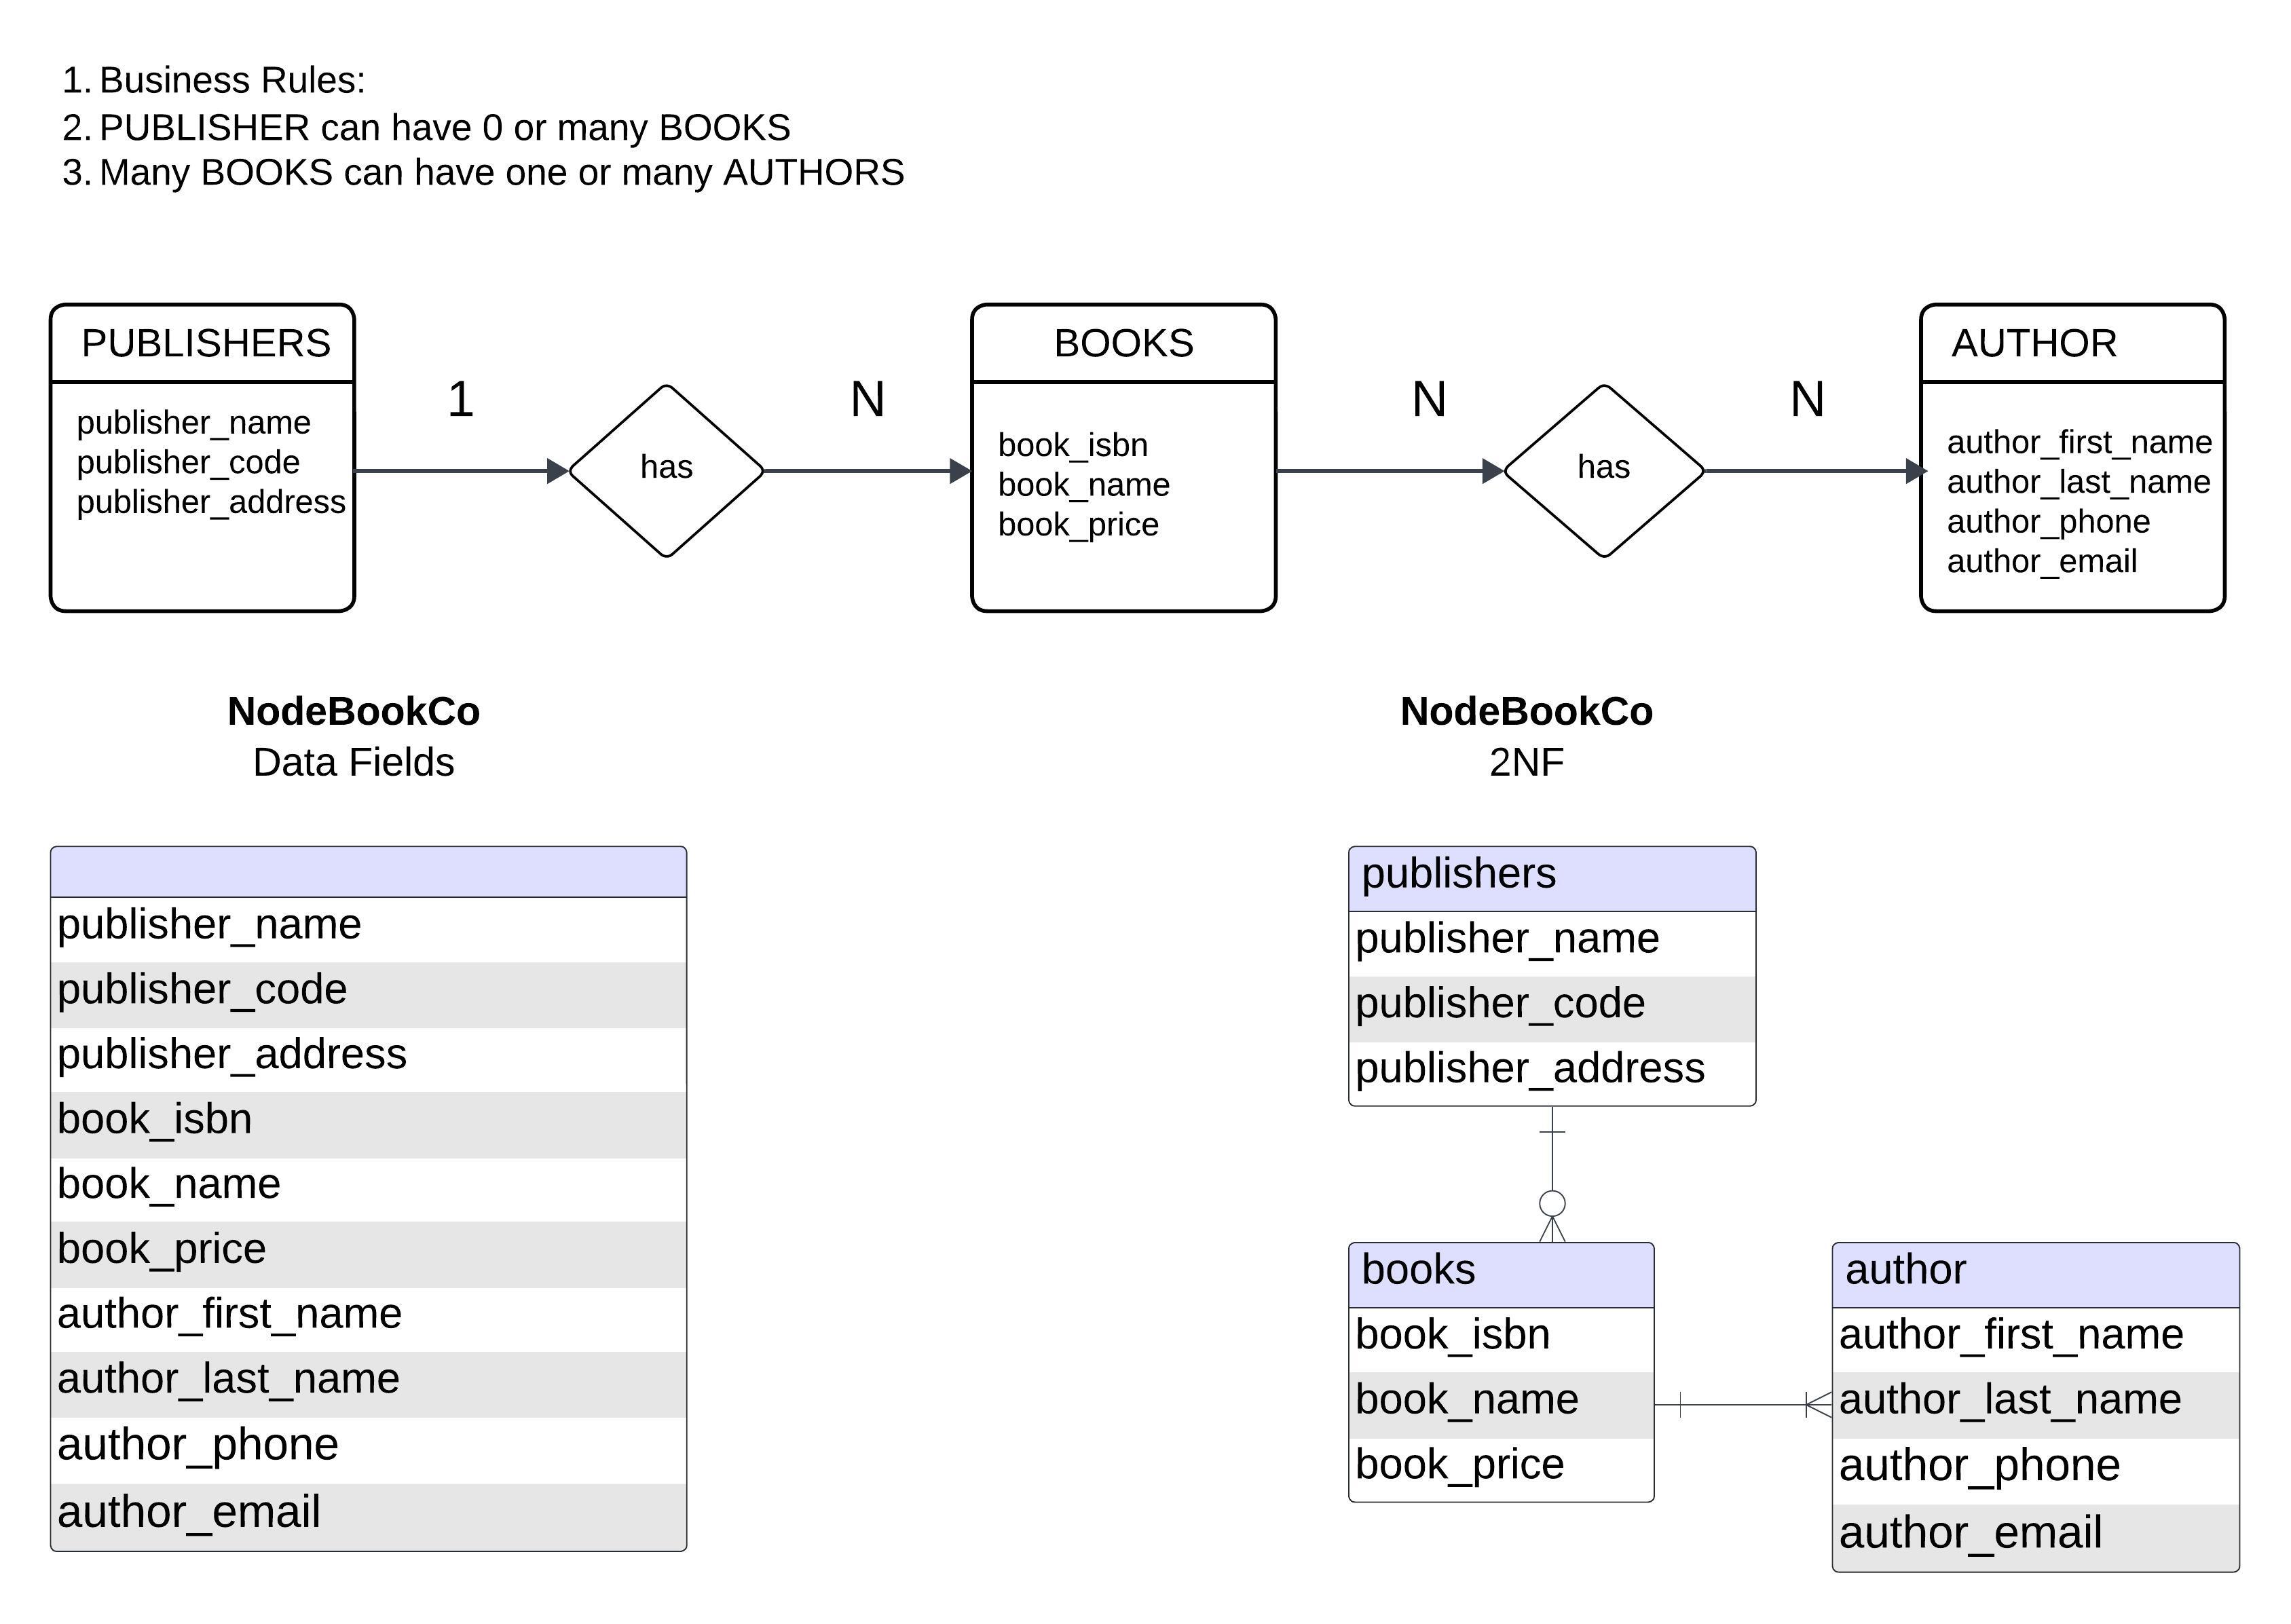 1. Business Rules:
2. PUBLISHER can have 0 or many BOOKS
3. Many BOOKS can have one or many AUTHORS
PUBLISHERS
publisher_name
publisher_code
publisher_address
1
has
N
BOOKS
book_isbn
book_name
book_price
N
has
N
AUTHOR
author_first_name
author_last_name
author_phone
author_email
NodeBookCo
Data Fields
publisher_name
publisher_code
publisher_address
book_isbn
book_name
book_price
author_first_name
author_last_name
author_phone
author_email
NodeBookCo
2NF
publishers
publisher_name
publisher_code
publisher_address
books
book_isbn
book_name
book_price
author
author_first_name
author_last_name
author_phone
author_email